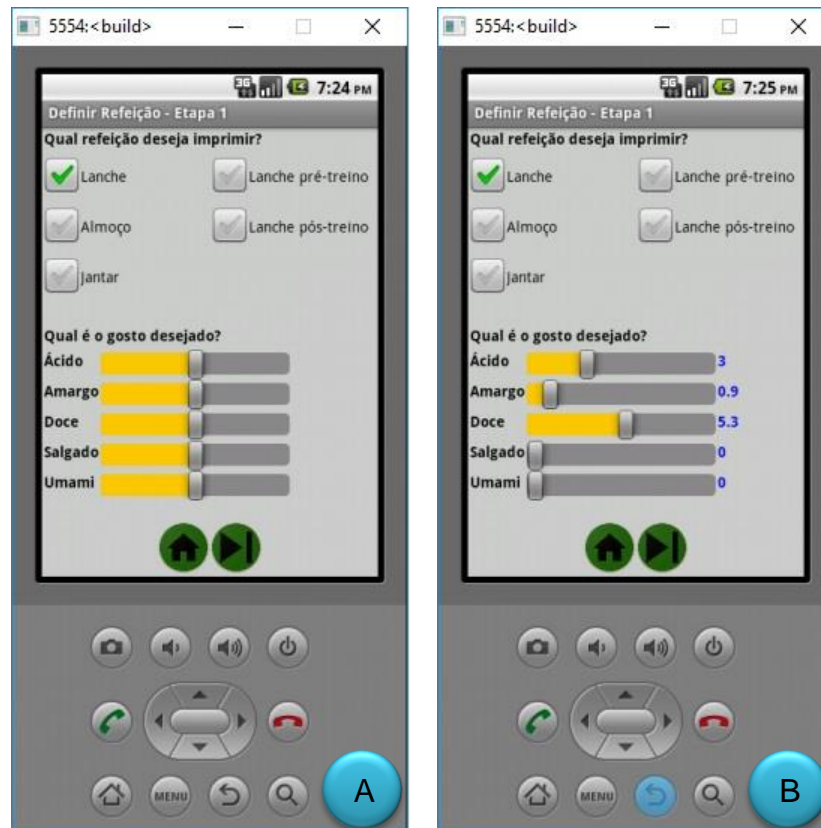 5554:<build>
3G 7:24 PM
Definir Refeição - Etapa 1
Qual refeição deseja imprimir?
Lanche Lanche pré-treino
Almoço Lanche pós-treino
Jantar
Qual é o gosto desejado?
Ácido
Amargo
Doce
Salgado
Umami
MENU
A
5554:<build>
3G 7:25 PM
Definir Refeição - Etapa 1
Qual refeição deseja imprimir?
Lanche Lanche pré-treino
Almoço Lanche pós-treino
Jantar
Qual é o gosto desejado?
Ácido 3
Amargo 0.9
Doce 5.3
Salgado 0
Umami 0
MENU
B